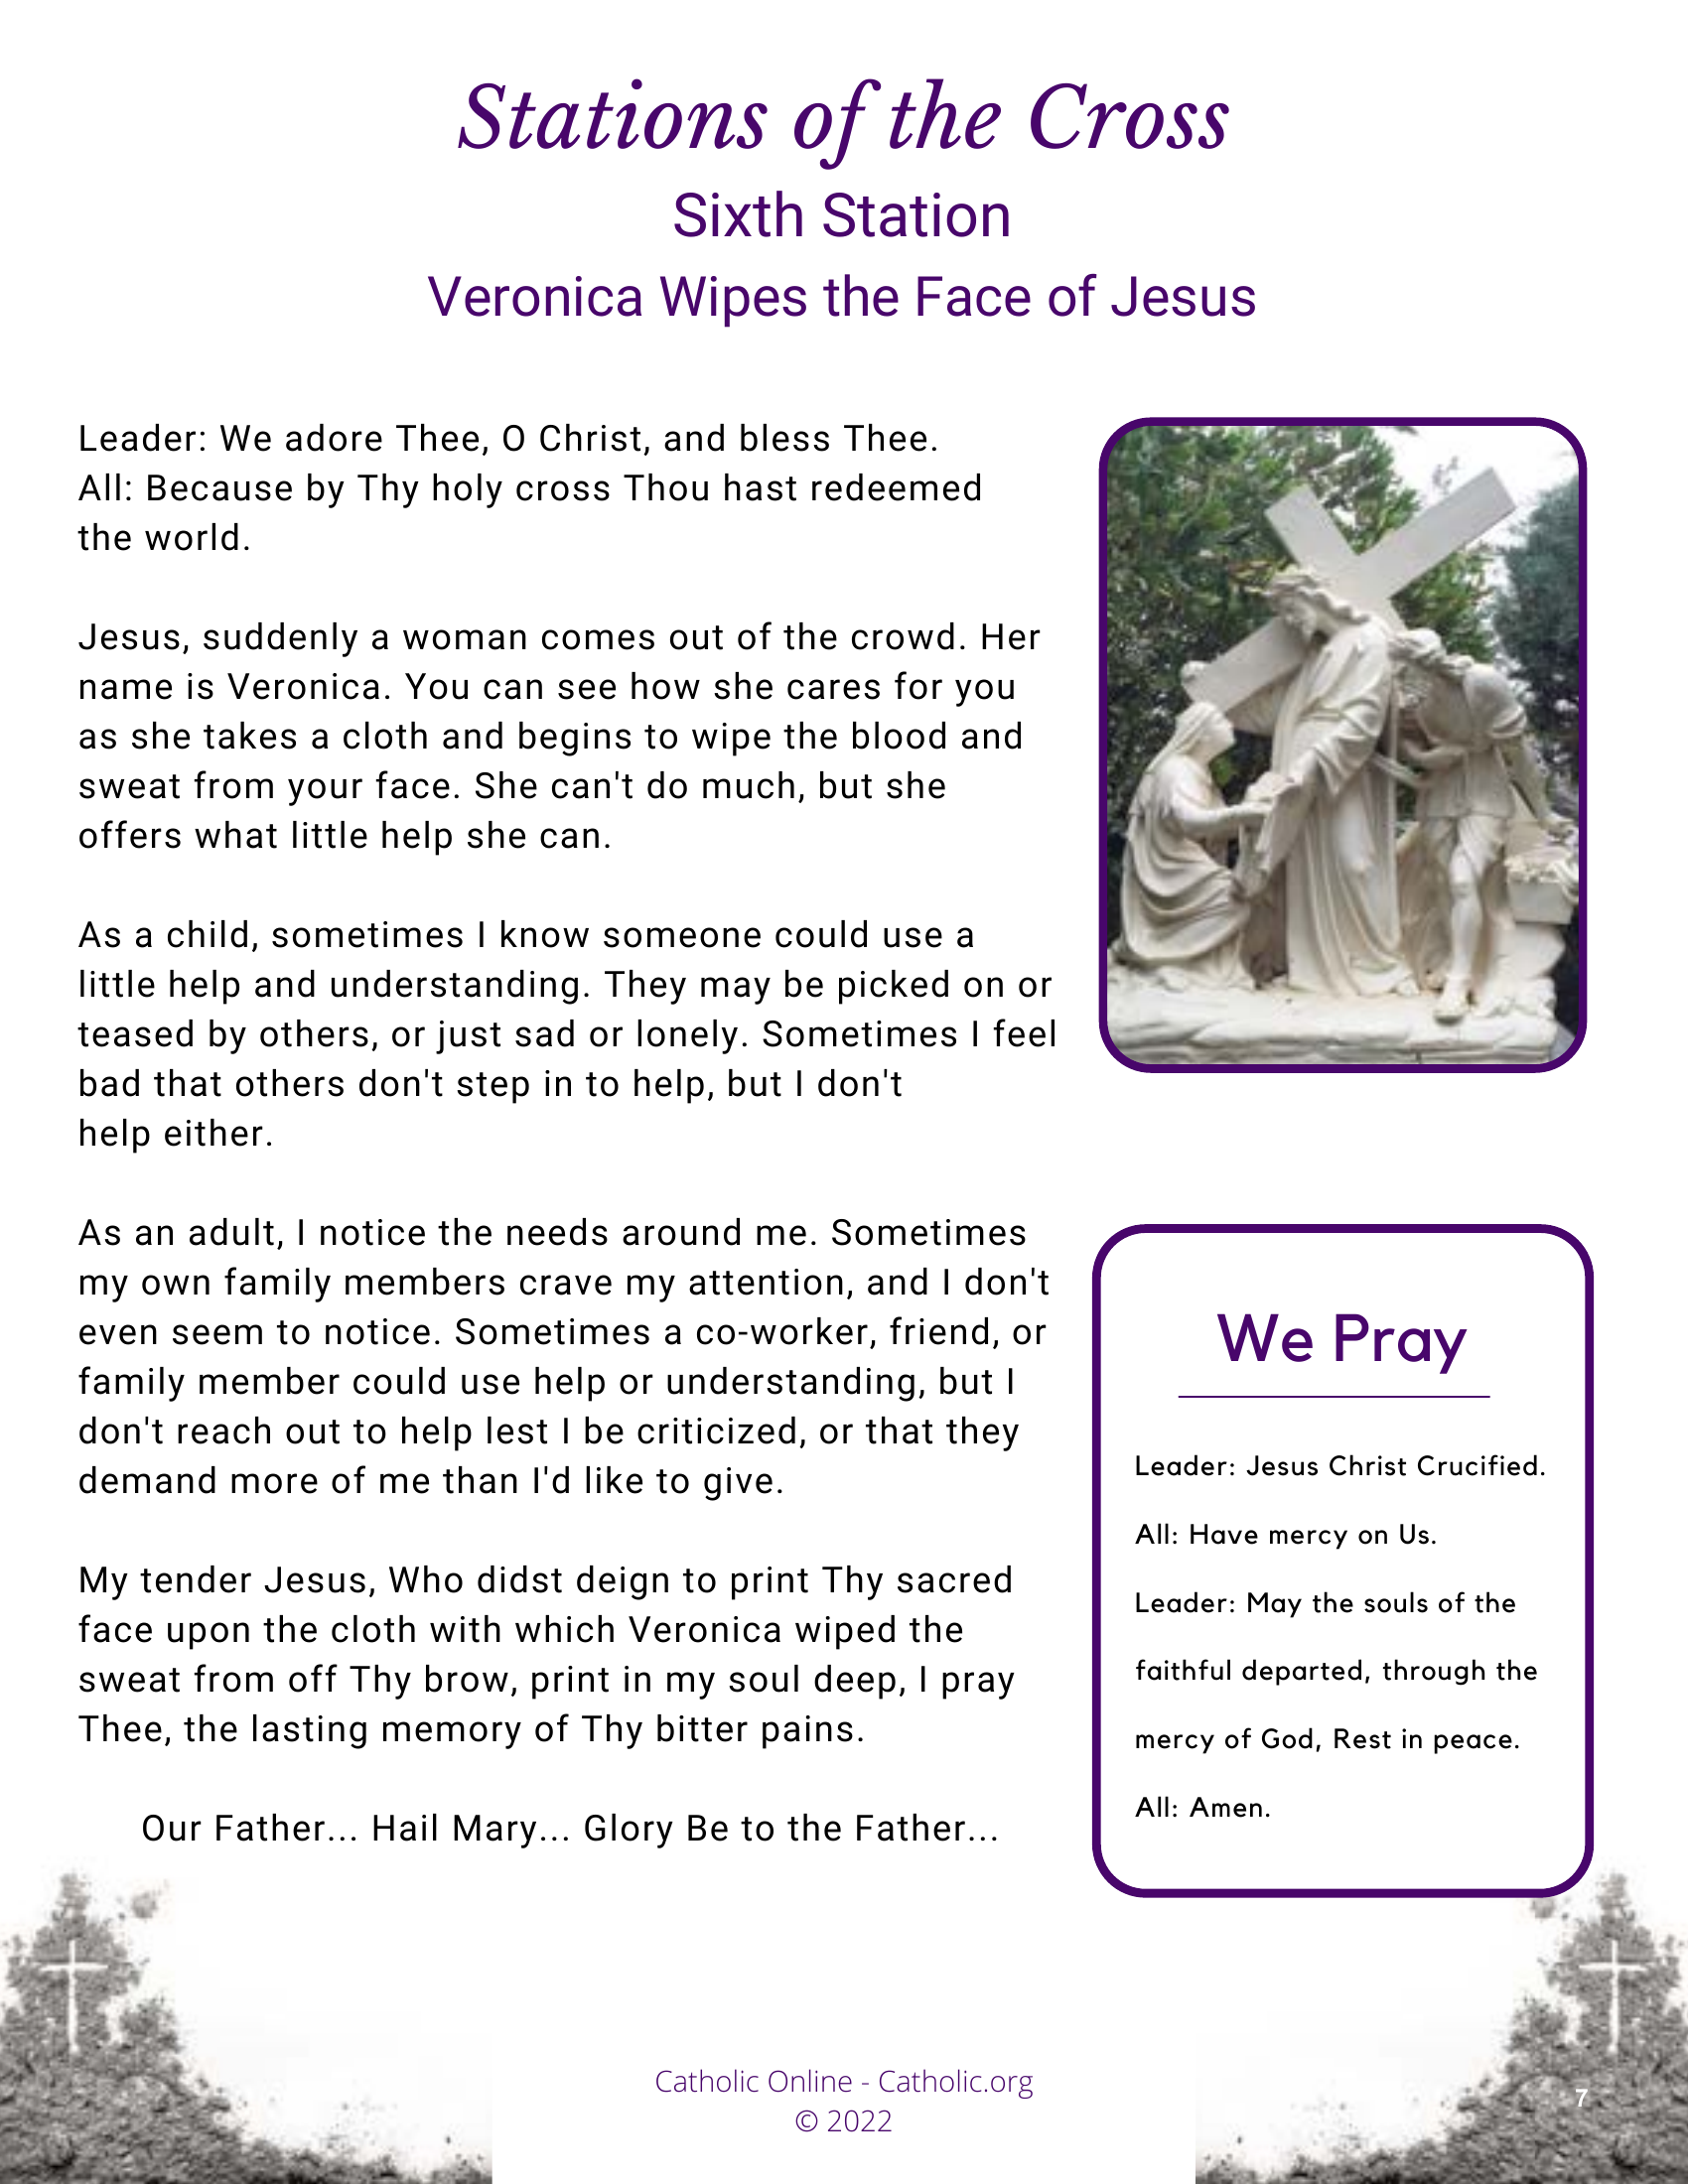 Stations of the Cross
Sixth Station
Veronica Wipes the Face of Jesus
Leader: We adore Thee, O Christ, and bless Thee.
All: Because by Thy holy cross Thou hast redeemed
the world.
Jesus, suddenly a woman comes out of the crowd. Her
name is Veronica. You can see how she cares for you
as she takes a cloth and begins to wipe the blood and
sweat from your face. She can't do much, but she
offers what little help she can.
As a child, sometimes I know someone could use a
little help and understanding. They may be picked on or
teased by others, or just sad or lonely. Sometimes I feel
bad that others don't step in to help, but I don't
help either.
As an adult, I notice the needs around me. Sometimes
my own family members crave my attention, and I don't
even seem to notice. Sometimes a co-worker, friend, or
family member could use help or understanding, but I
don't reach out to help lest I be criticized, or that they
demand more of me than I'd like to give.
My tender Jesus, Who didst deign to print Thy sacred
face upon the cloth with which Veronica wiped the
sweat from off Thy brow, print in my soul deep, I pray
Thee, the lasting memory of Thy bitter pains.
Our Father... Hail Mary... Glory Be to the Father...
We Pray
Leader: Jesus Christ Crucified.
All: Have mercy on Us.
Leader: May the souls of the
faithful departed, through the
mercy of God, Rest in peace.
All: Amen.
Catholic Online - Catholic.org
© 2022
7